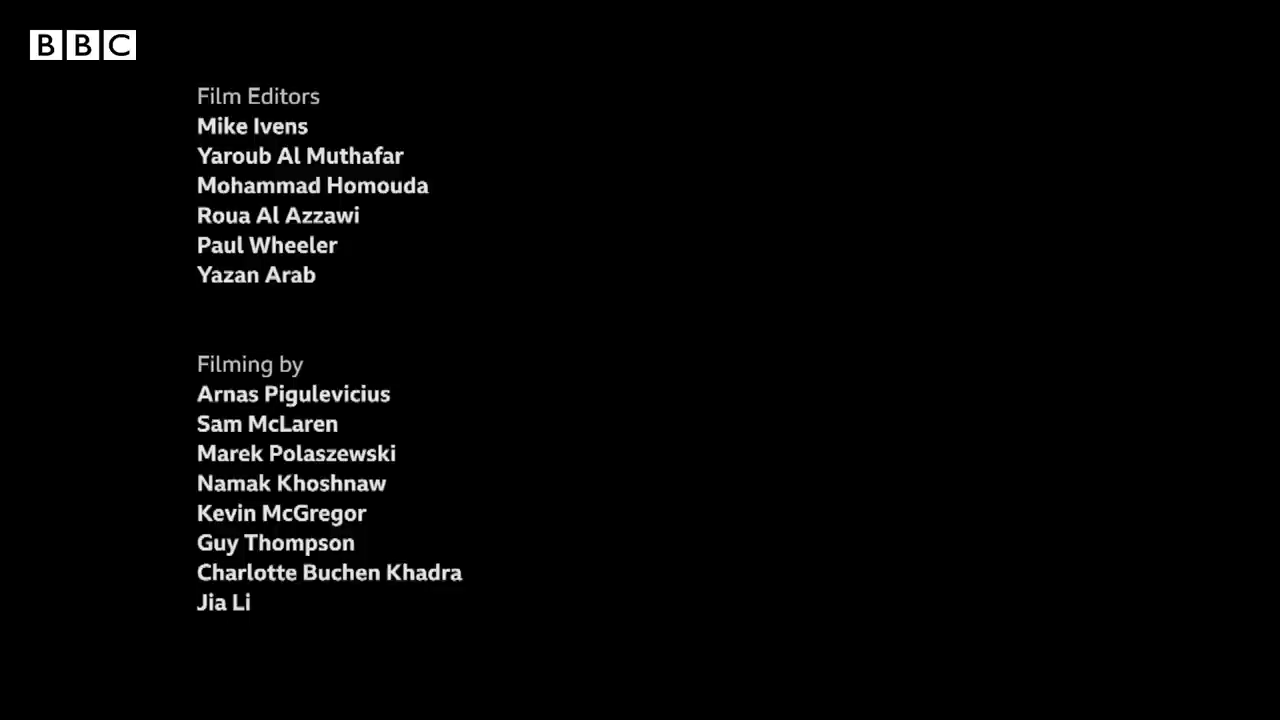 BBC
Film Editors
Mike Ivens
Yaroub Al Muthafar
Mohammad Homouda
Roua Al Azzawi
Paul Wheeler
Yazan Arab
Filming by
Arnas Pigulevicius
Sam McLaren
Marek Polaszewski
Namak Khoshnaw
Kevin McGregor
Guy Thompson
Charlotte Buchen Khadra
Jia Li